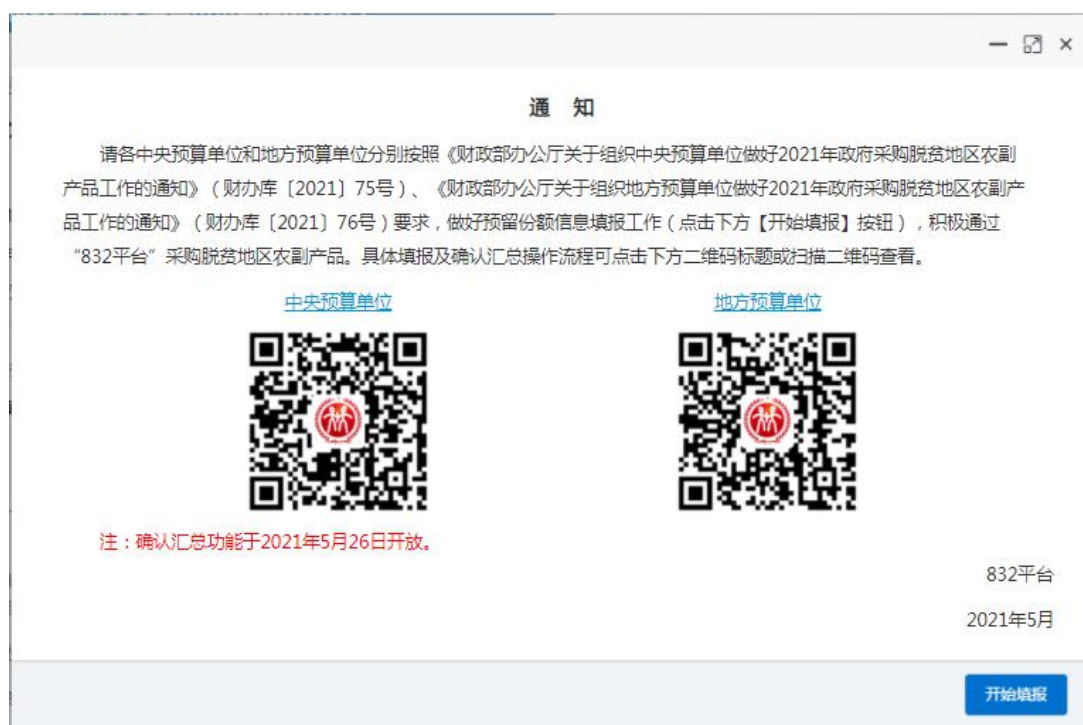 通 知
请各中央预算单位和地方预算单位分别按照《财政部办公厅关于组织中央预算单位做好2021年政府采购脱贫地区农副
产品工作的通知》（财办库〔2021〕75号）、《财政部办公厅关于组织地方预算单位做好2021年政府采购脱贫地区农副产
品工作的通知》（财办库〔2021〕76号）要求，做好预留份额信息填报工作（点击下方【开始填报】按钮），积极通过
“832平台”采购脱贫地区农副产品。具体填报及确认汇总操作流程可点击下方二维码标题或扫描二维码查看。
中央预算单位 地方预算单位
注：确认汇总功能于2021年5月26日开放。
832平台
2021年5月
开始填报